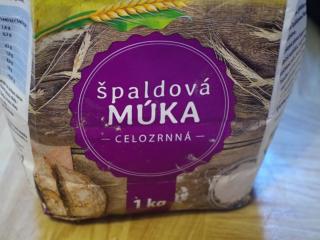 špaldová
MÚKA
CELOZRNNÁ
1 kg